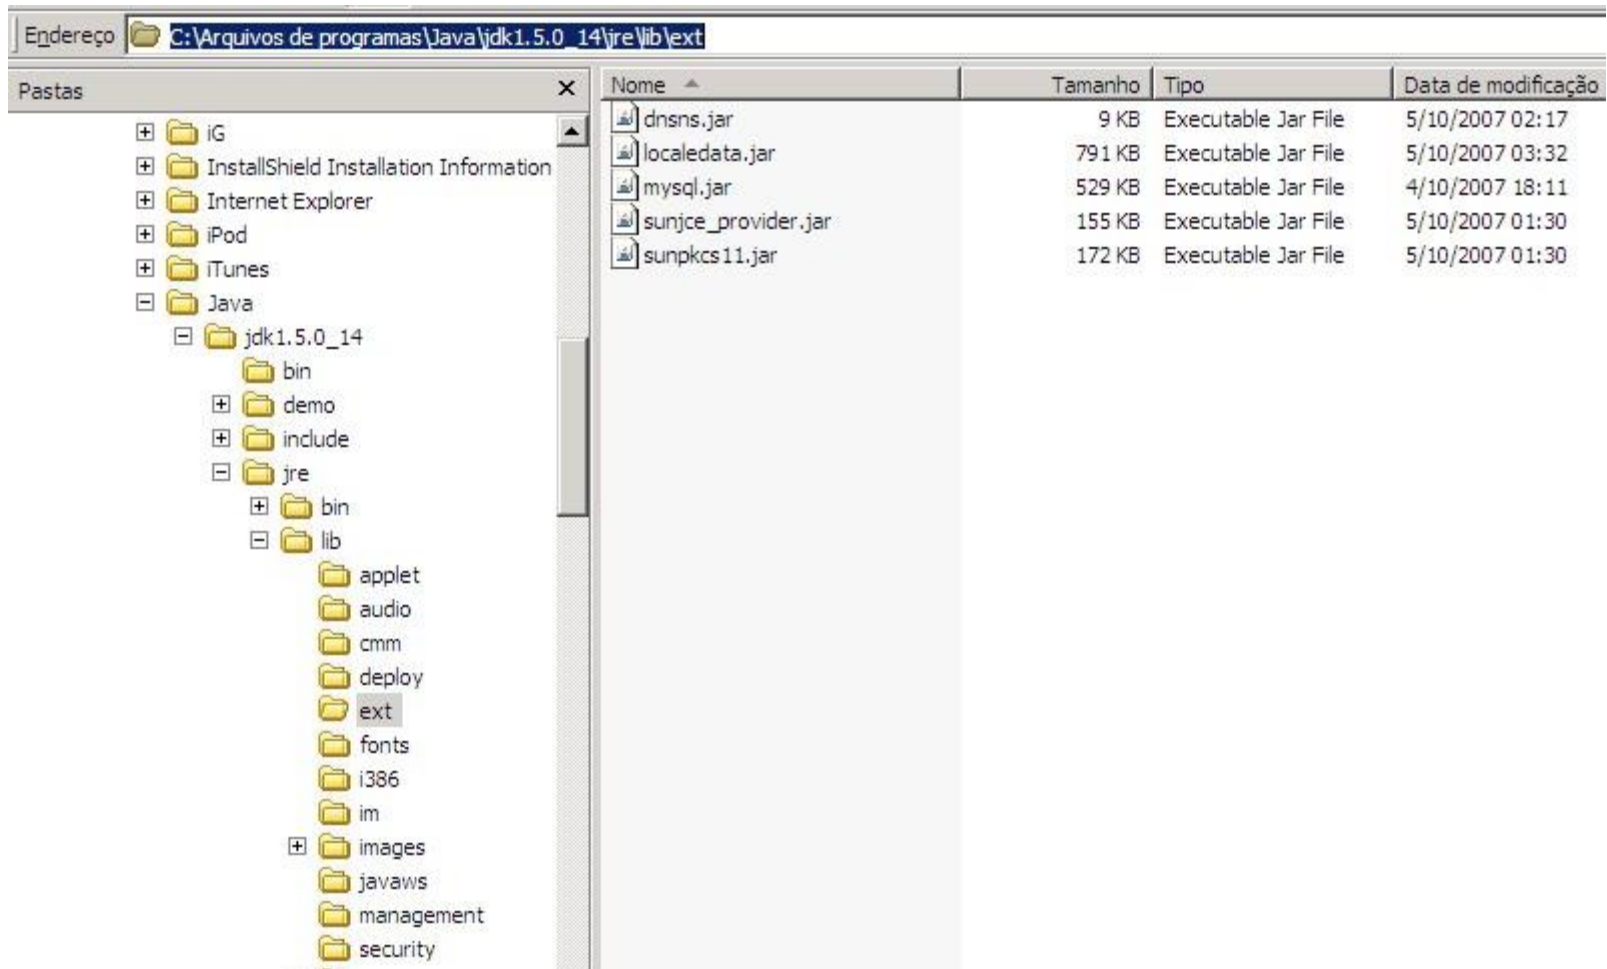 Endereço C:\Arquivos de programas\Java\jdk1.5.0_14\jre\lib\ext
Pastas
iG
InstallShield Installation Information
Internet Explorer
iPod
iTunes
Java
jdk1.5.0_14
bin
demo
include
jre
bin
lib
applet
audio
cmm
deploy
ext
fonts
i386
im
images
javaws
management
security
Nome Tamanho Tipo Data de modificação
dnsns.jar 9 KB Executable Jar File 5/10/2007 02:17
localedata.jar 791 KB Executable Jar File 5/10/2007 03:32
mysql.jar 529 KB Executable Jar File 4/10/2007 18:11
sunjce_provider.jar 155 KB Executable Jar File 5/10/2007 01:30
sunpkcs11.jar 172 KB Executable Jar File 5/10/2007 01:30